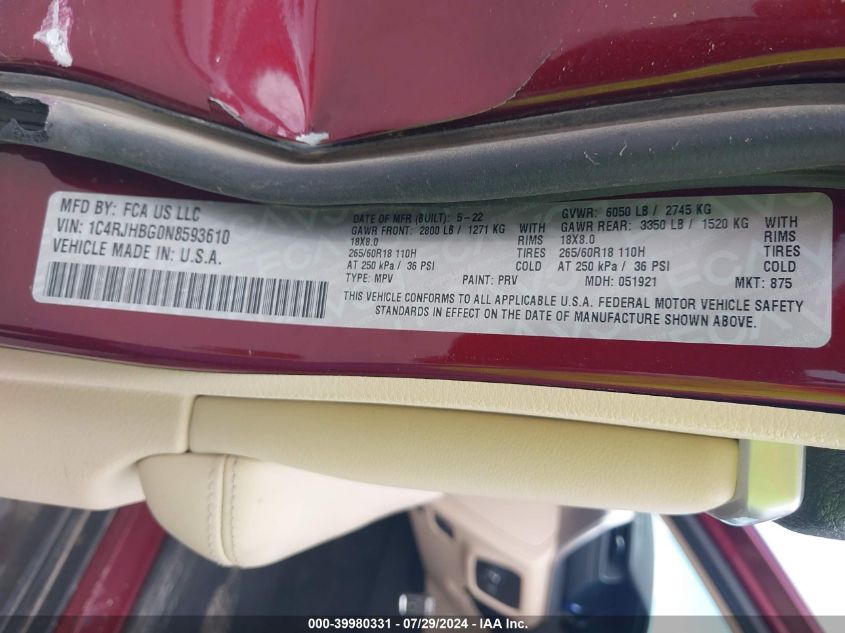 MFD BY: FCA US LLC
VIN: 1C4RJHBG0N8593610
VEHICLE MADE IN: U.S.A.
DATE OF MFR (BUILT): 5-22
GVWR: 6050 LB / 2745 KG
GAWR FRONT: 2800 LB / 1271 KG WITH
GAWR REAR: 3350 LB / 1520 KG WITH
18X8.0 RIMS
18X8.0 RIMS
265/60R18 110H TIRES
265/60R18 110H TIRES
AT 250 kPa / 36 PSI COLD
AT 250 kPa / 36 PSI COLD
TYPE: MPV PAINT: PRV MDH: 051921 MKT: 875
THIS VEHICLE CONFORMS TO ALL APPLICABLE U.S.A. FEDERAL MOTOR VEHICLE SAFETY
STANDARDS IN EFFECT ON THE DATE OF MANUFACTURE SHOWN ABOVE.
000-39980331 - 07/29/2024 - IAA Inc.